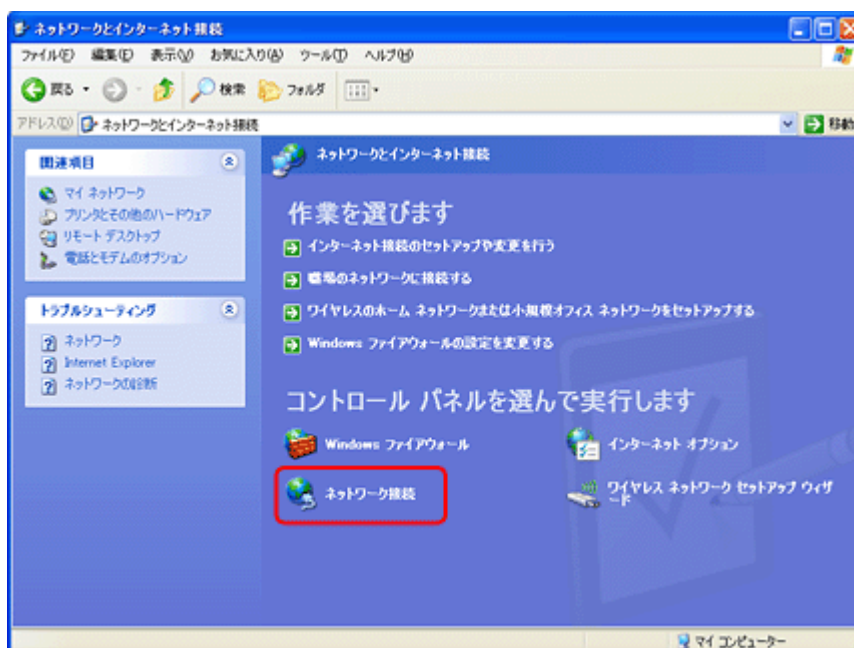 ネットワークとインターネット接続
ファイル(F) 編集(E) 表示(V) お気に入り(A) ツール(T) ヘルプ(H)
戻る 検索 フォルダ
アドレス(D) ネットワークとインターネット接続 移動
関連項目
マイ ネットワーク
プリンタとその他のハードウェア
リモート デスクトップ
電話とモデムのオプション
トラブルシューティング
ネットワーク
Internet Explorer
ネットワークの診断
ネットワークとインターネット接続
作業を選びます
インターネット接続のセットアップや変更を行う
職場のネットワークに接続する
ワイヤレスのホーム ネットワークまたは小規模オフィス ネットワークをセットアップする
Windows ファイアウォールの設定を変更する
コントロール パネルを選んで実行します
Windows ファイアウォール
インターネット オプション
ネットワーク接続
ワイヤレス ネットワーク セットアップ ウィザ
ード
マイ コンピューター